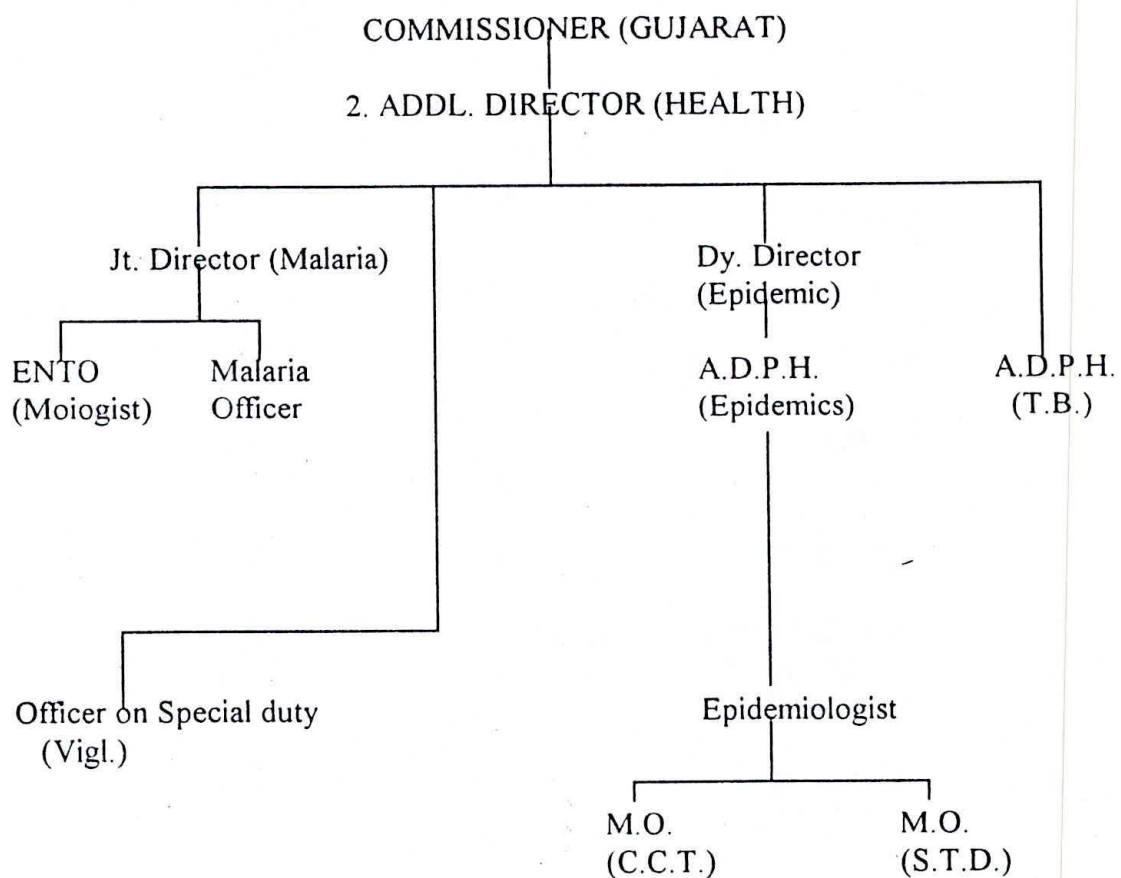 COMMISSIONER (GUJARAT)
2. ADDL. DIRECTOR (HEALTH)
Jt. Director (Malaria)
Dy. Director
(Epidemic)
ENTO
(Moiogist)
Malaria
Officer
A.D.P.H.
(Epidemics)
A.D.P.H.
(T.B.)
Officer on Special duty
(Vigl.)
Epidemiologist
M.O.
(C.C.T.)
M.O.
(S.T.D.)